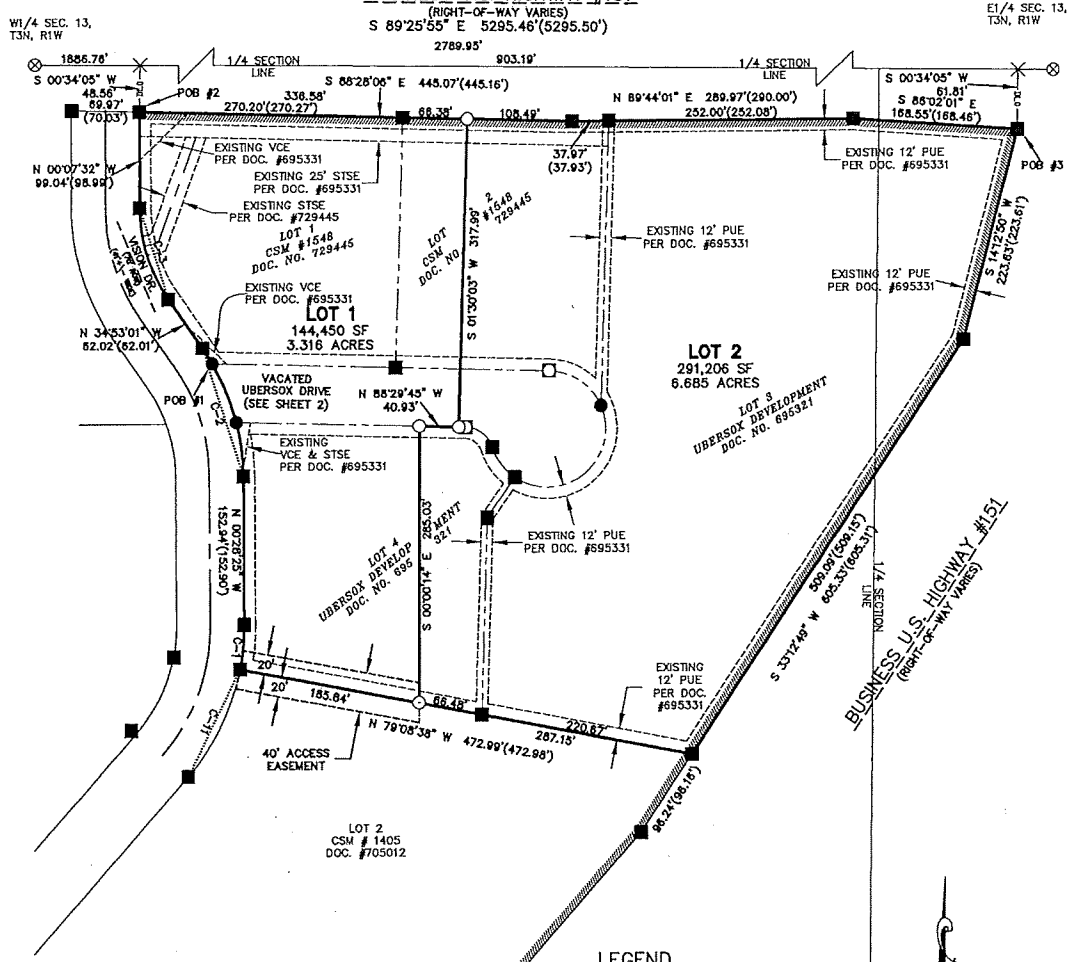 (RIGHT-OF-WAY VARIES)
S 89°25'55" E 5295.46'(5295.50')
W1/4 SEC. 13,
T3N, R1W
E1/4 SEC. 13,
T3N, R1W
2789.95'
1886.76'
903.19'
1/4 SECTION
LINE
1/4 SECTION
LINE
S 00°34'05" W
48.56'
69.97'
(70.03')
POB #2
S 88°28'06" E 445.07'(445.16')
336.58'
270.20'(270.27')
66.38'
108.49'
N 89°44'01" E 289.97'(290.00')
252.00'(252.08')
S 00°34'05" W
61.81'
S 86°02'01" E
168.55'(168.46')
37.97'
(37.93')
POB #3
N 00°07'32" W
99.04'(98.99')
EXISTING VCE
PER DOC. #695331
EXISTING 25' STSE
PER DOC. #695331
EXISTING STSE
PER DOC. #729445
EXISTING 12' PUE
PER DOC. #695331
EXISTING 12' PUE
PER DOC. #695331
EXISTING 12' PUE
PER DOC. #695331
S 14°12'50" W
223.63'(223.61')
LOT 1
CSM #1548
DOC. NO. 729445
LOT 2
CSM #1548
DOC. NO. 729445
S 01°30'03" W 317.99'
VISION DR.
C-3
EXISTING VCE
PER DOC. #695331
LOT 1
144,450 SF
3.316 ACRES
N 34°53'01" W
62.02'(62.01')
LOT 2
291,206 SF
6.685 ACRES
POB #1
VACATED
UBERSOX DRIVE
(SEE SHEET 2)
N 88°29'45" W
40.93'
LOT 3
UBERSOX DEVELOPMENT
DOC. NO. 695321
C-2
EXISTING
VCE & STSE
PER DOC. #695331
N 00°28'25" W
152.94'(152.90')
LOT 4
UBERSOX DEVELOP MENT
DOC. NO. 695 321
S 00°00'14" E 285.03'
EXISTING 12' PUE
PER DOC. #695331
509.09'(509.15')
S 33°12'49" W 605.33'(605.31')
1/4 SECTION
LINE
BUSINESS U.S. HIGHWAY #151
(RIGHT-OF-WAY VARIES)
20'
20'
185.84'
66.48'
220.67'
287.15'
N 79°08'38" W 472.99'(472.98')
EXISTING
12' PUE
PER DOC.
#695331
40' ACCESS
EASEMENT
96.24'(96.16')
LOT 2
CSM # 1405
DOC. #705012
LEGEND